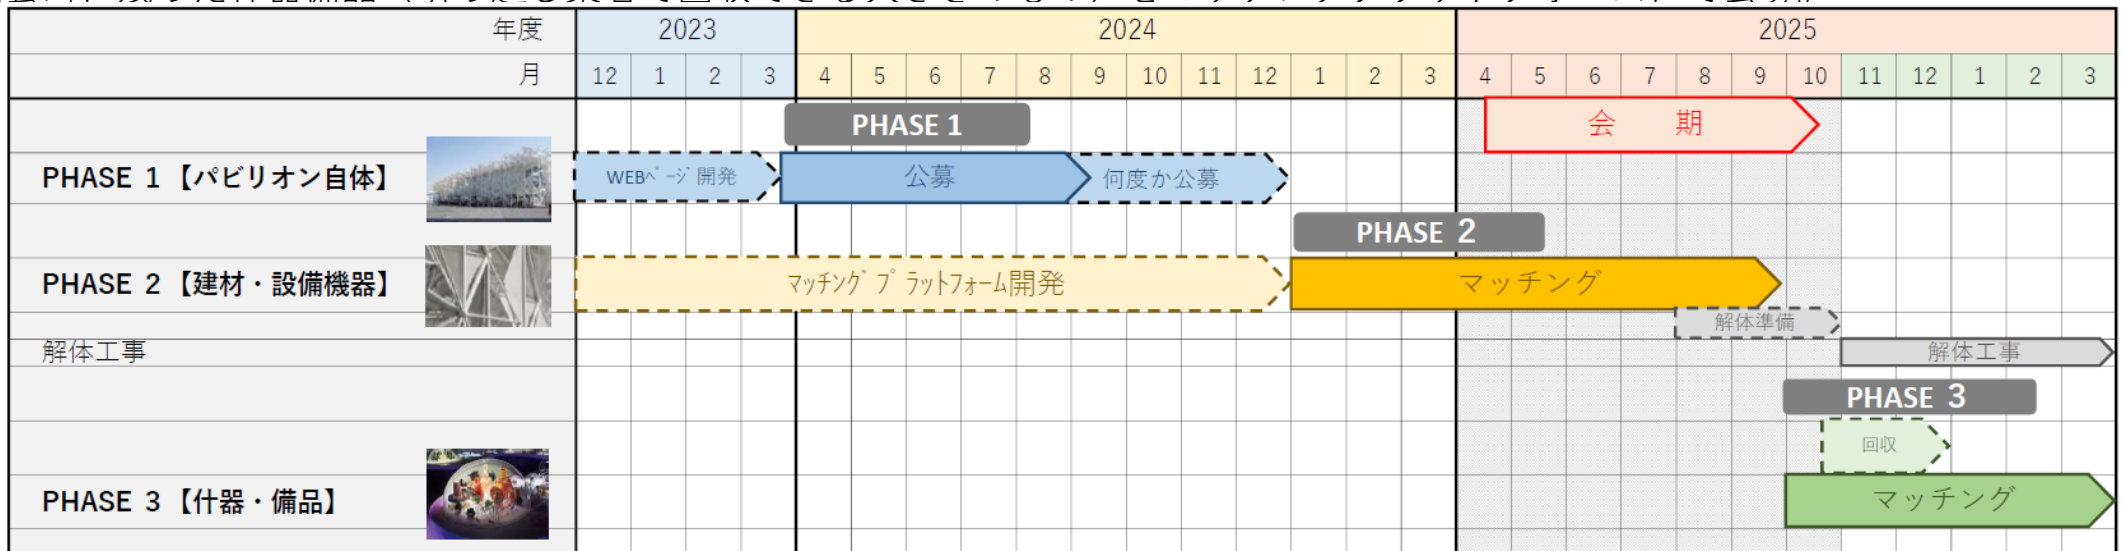 年度 2023 2024 2025
月 12 1 2 3 4 5 6 7 8 9 10 11 12 1 2 3 4 5 6 7 8 9 10 11 12 1 2 3
PHASE 1 会 期
PHASE 1【パビリオン自体】 WEBページ開発 公募 何度か公募
PHASE 2
PHASE 2【建材・設備機器】 マッチングプラットフォーム開発 マッチング
解体準備
解体工事 解体工事
PHASE 3
回収
PHASE 3【什器・備品】 マッチング